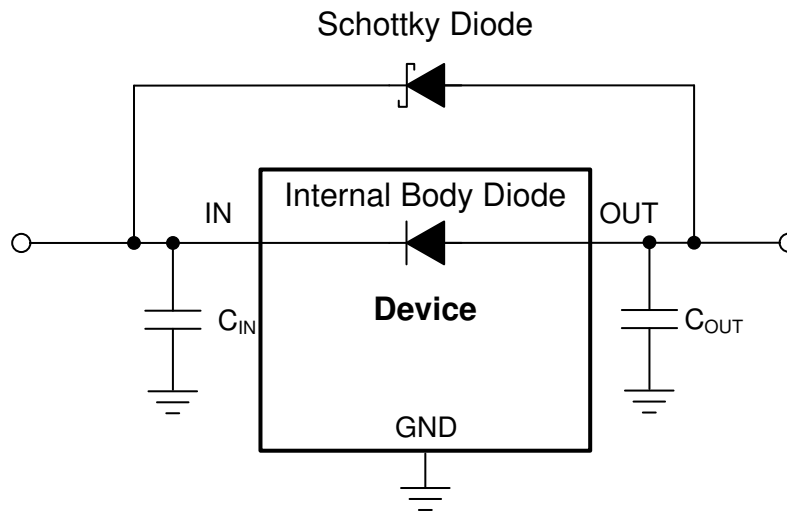 Schottky Diode
Internal Body Diode
IN
OUT
Device
CIN
COUT
GND